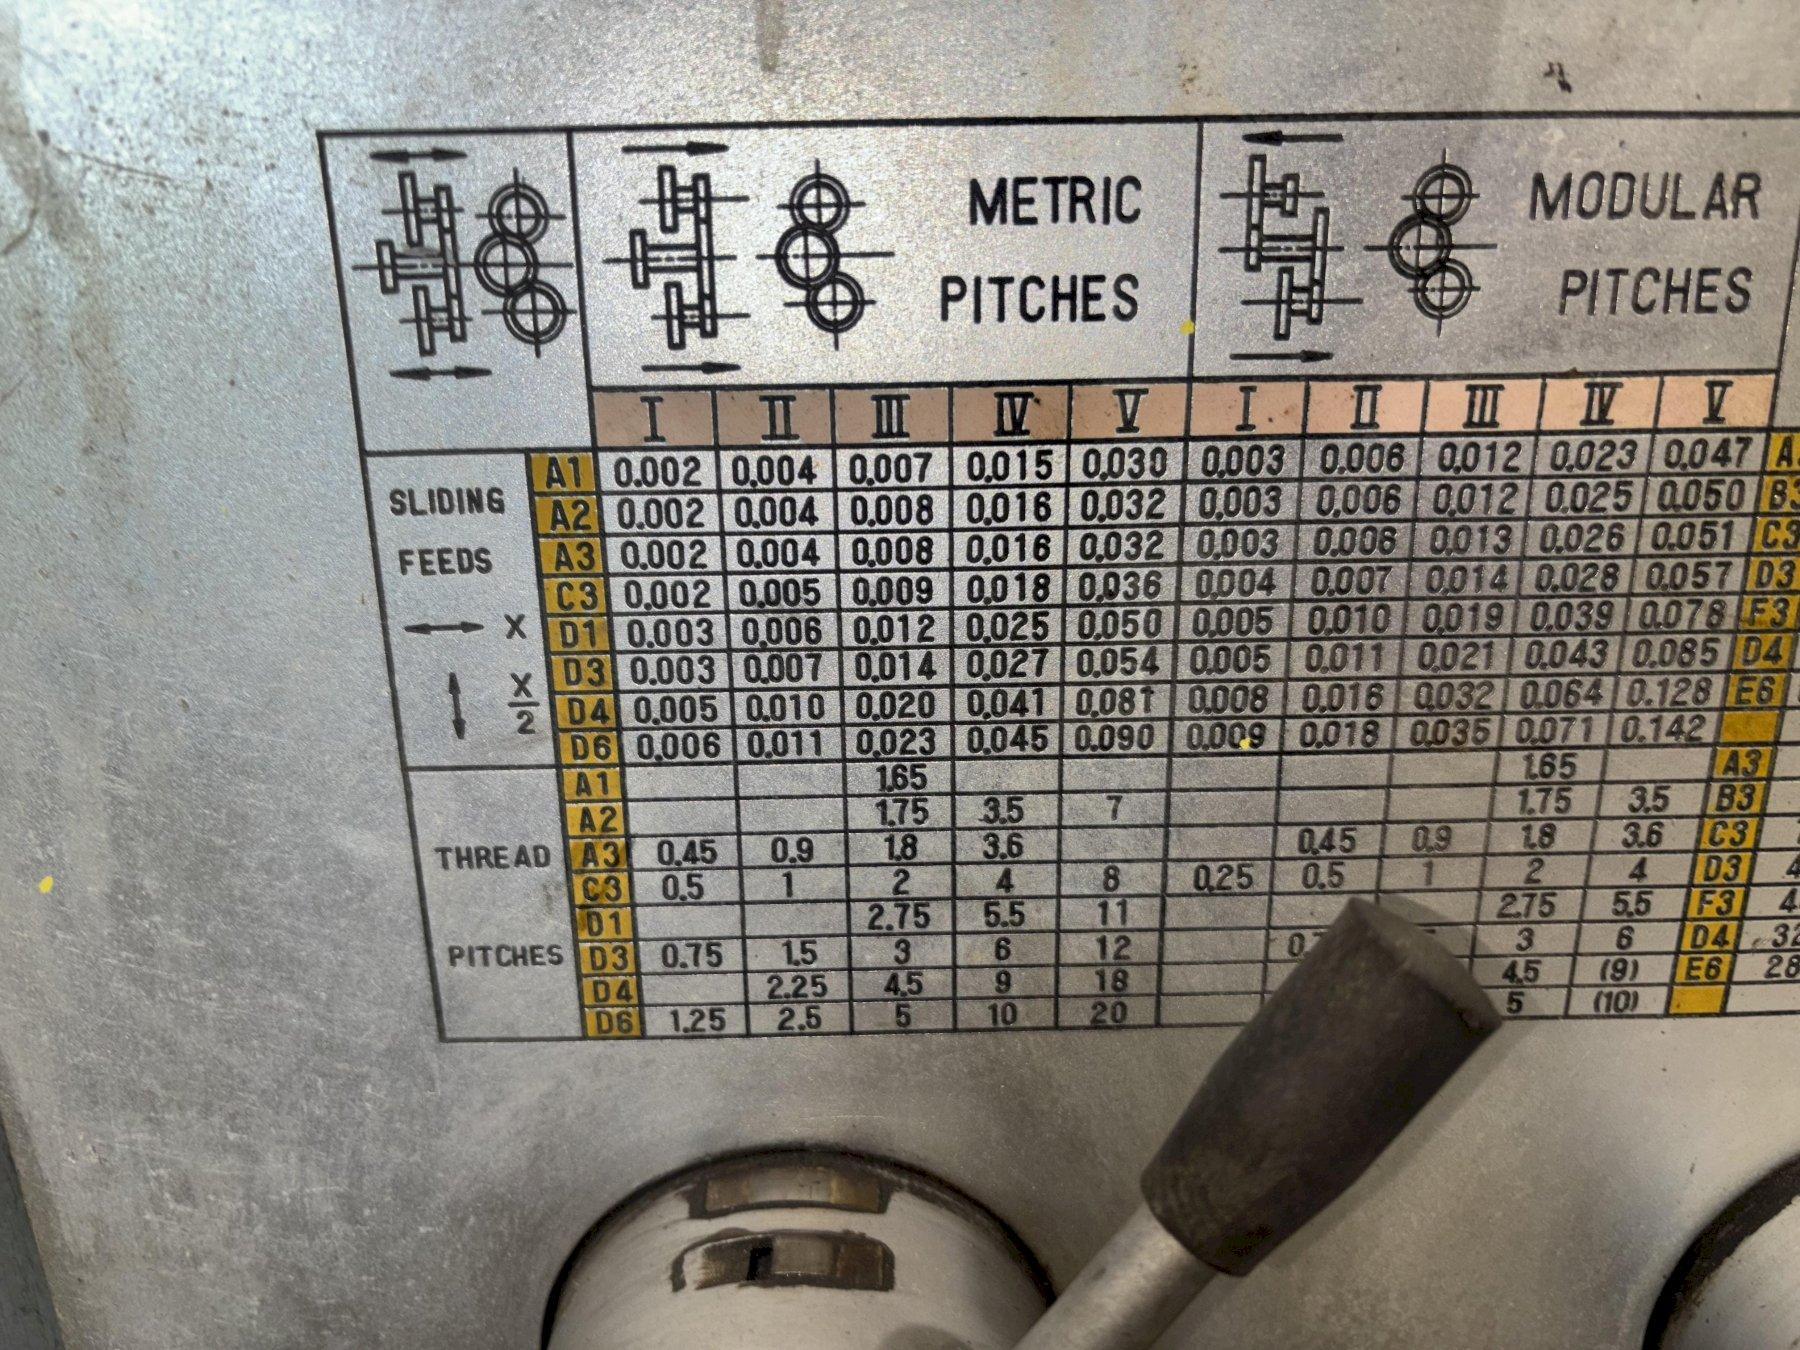 METRIC
PITCHES
MODULAR
PITCHES
I II III IV V I II III IV V
SLIDING
FEEDS
X
X
2
A1 0.002 0.004 0.007 0.015 0.030 0.003 0.006 0.012 0.023 0.047
A2 0.002 0.004 0.008 0.016 0.032 0.003 0.006 0.012 0.025 0.050 B3
A3 0.002 0.004 0.008 0.016 0.032 0.003 0.006 0.013 0.026 0.051 C3
C3 0.002 0.005 0.009 0.018 0.036 0.004 0.007 0.014 0.028 0.057 D3
D1 0.003 0.006 0.012 0.025 0.050 0.005 0.010 0.019 0.039 0.078 F3
D3 0.003 0.007 0.014 0.027 0.054 0.005 0.011 0.021 0.043 0.085 D4
D4 0.005 0.010 0.020 0.041 0.081 0.008 0.016 0.032 0.064 0.128 E6
D6 0.006 0.011 0.023 0.045 0.090 0.009 0.018 0.035 0.071 0.142
THREAD
PITCHES
A1 1.65 1.65 A3
A2 1.75 3.5 7 1.75 3.5 B3
A3 0.45 0.9 1.8 3.6 0.45 0.9 1.8 3.6 C3
C3 0.5 1 2 4 8 0.25 0.5 1 2 4 D3
D1 2.75 5.5 11 2.75 5.5 F3
D3 0.75 1.5 3 6 12 3 6 D4
D4 2.25 4.5 9 18 4.5 (9) E6
D6 1.25 2.5 5 10 20 5 (10)